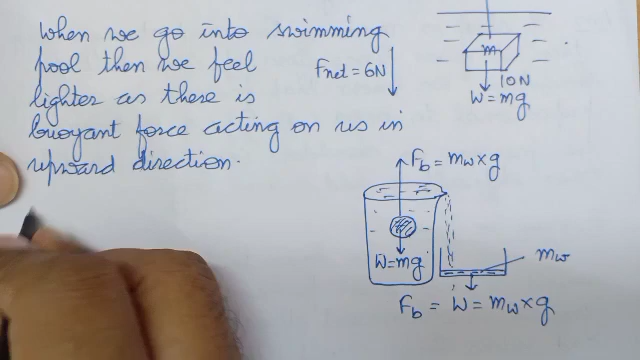 when we go into swimming
pool then we feel
lighter as there is
buoyant force acting on us in
upward direction.
Fnet = 6N
m
10N
W = mg
Fb = mw × g
W = mg
mw
Fb = W = mw × g